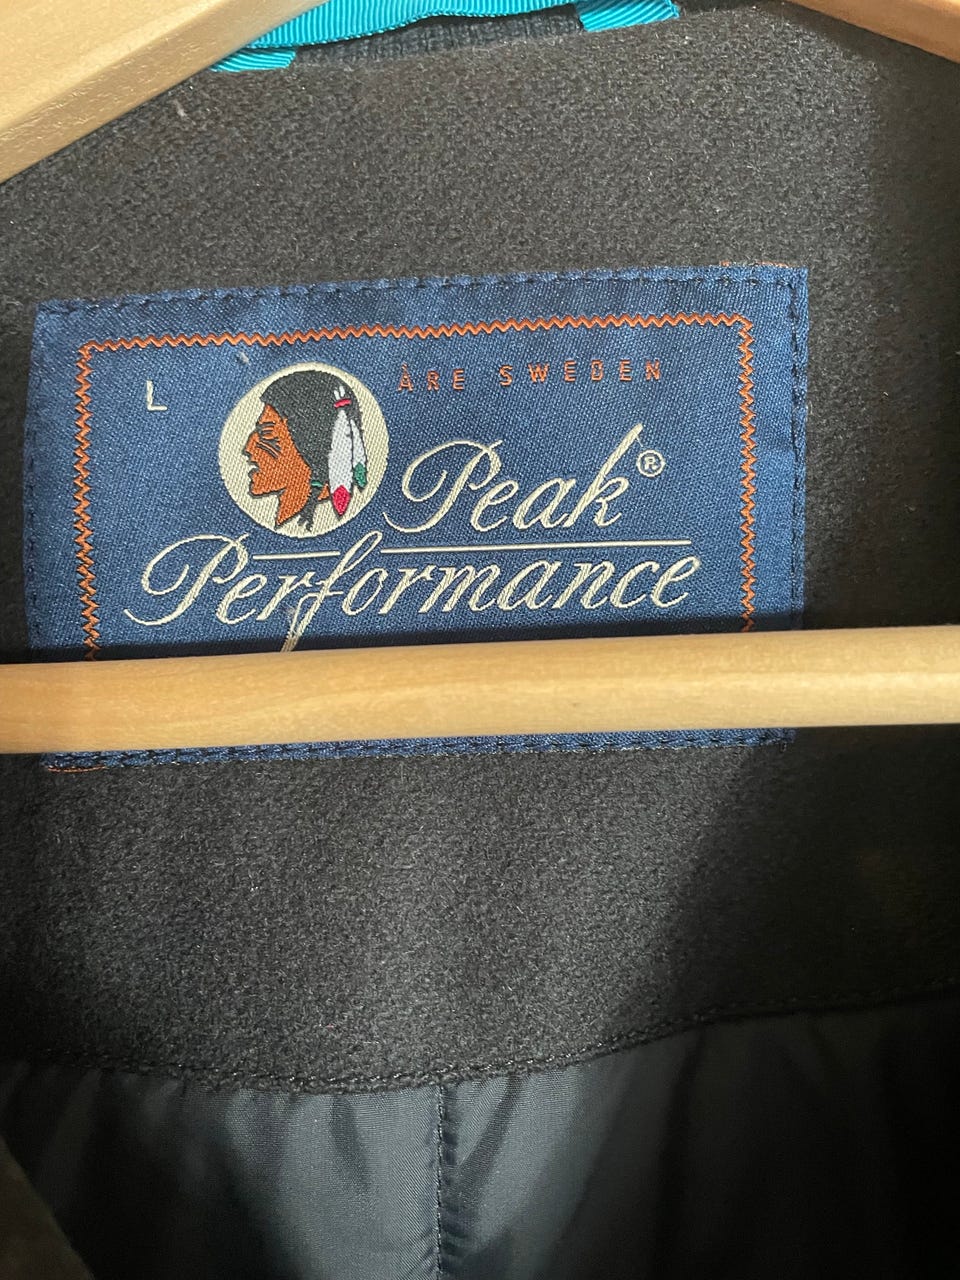 L
ÅRE SWEDEN
Peak®
Performance